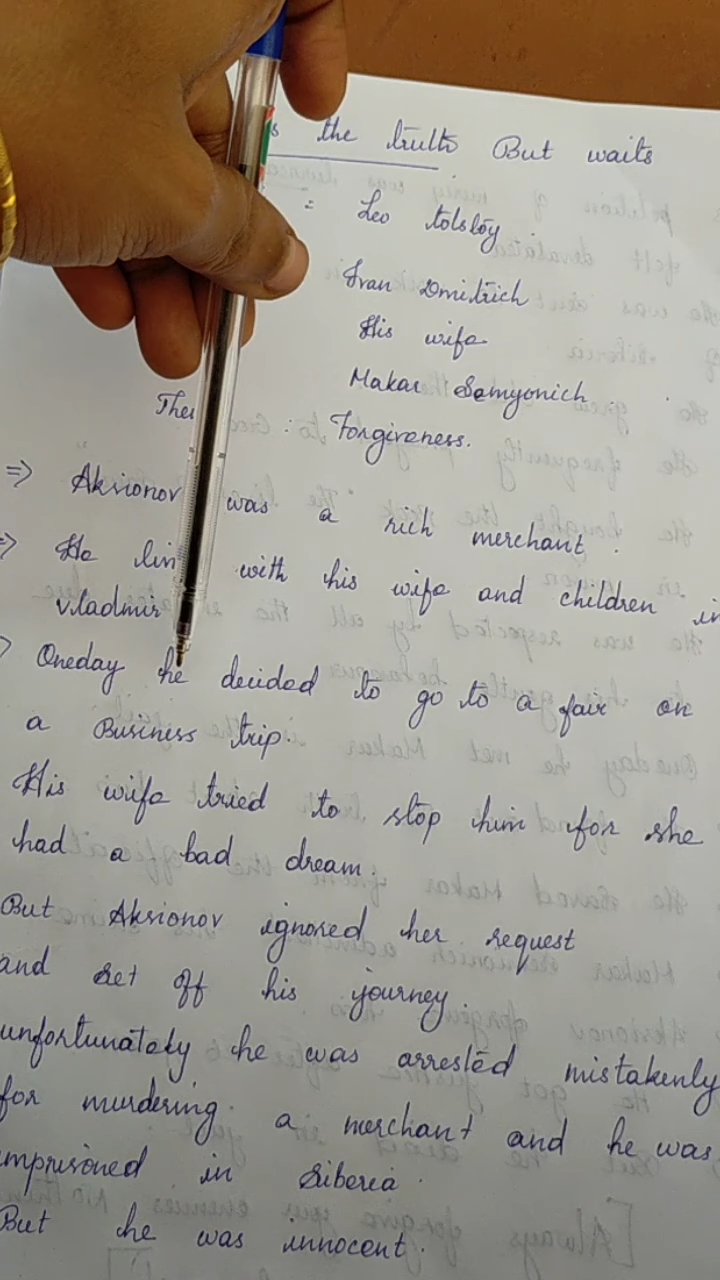 s the truth But waits
: Leo tolstoy
Ivan Dmitrich
His wife
Makar Semyonich
The : Forgiveness.
⇒ Aksionov was a rich merchant.
⇒ He liv with his wife and children in
vladmir
Oneday he decided to go to a fair on
a Business trip.
His wife tried to stop him for she
had a bad dream.
But Aksionov ignored her request
and set off his journey.
unfortunately he was arrested mistakenly
for murdering a merchant and he was
imprisoned in Siberia.
But he was innocent.